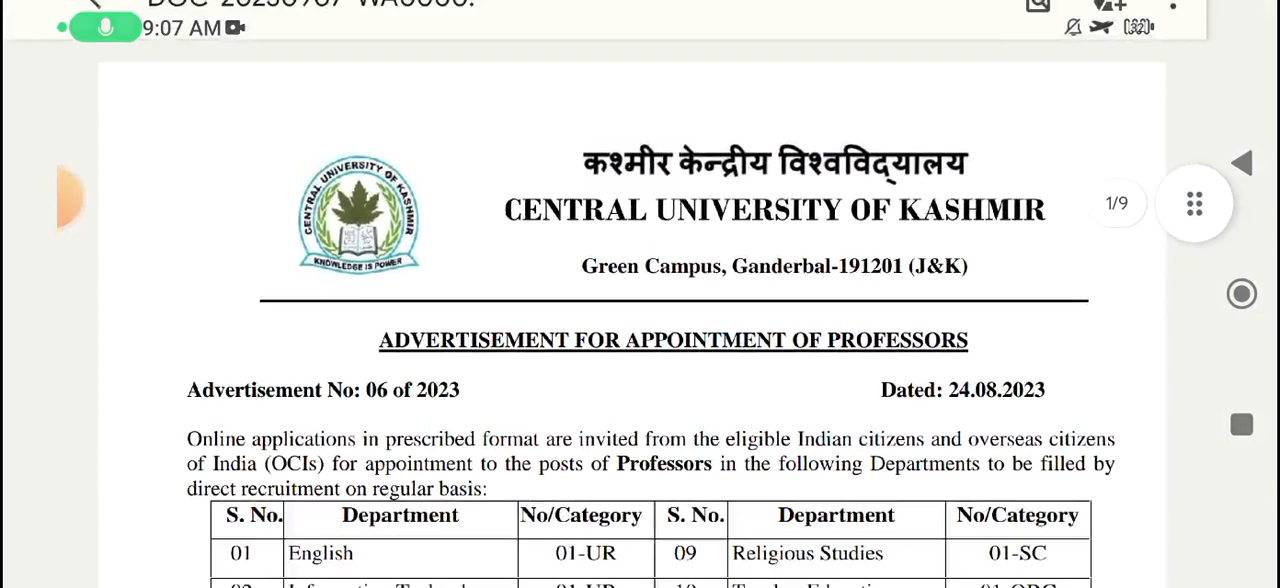 9:07 AM
32
कश्मीर केन्द्रीय विश्वविद्यालय
CENTRAL UNIVERSITY OF KASHMIR
CENTRAL UNIVERSITY OF KASHMIR
KNOWLEDGE IS POWER
1/9
Green Campus, Ganderbal-191201 (J&K)
ADVERTISEMENT FOR APPOINTMENT OF PROFESSORS
Advertisement No: 06 of 2023 Dated: 24.08.2023
Online applications in prescribed format are invited from the eligible Indian citizens and overseas citizens
of India (OCIs) for appointment to the posts of Professors in the following Departments to be filled by
direct recruitment on regular basis:
S. No. Department No/Category S. No. Department No/Category
01 English 01-UR 09 Religious Studies 01-SC